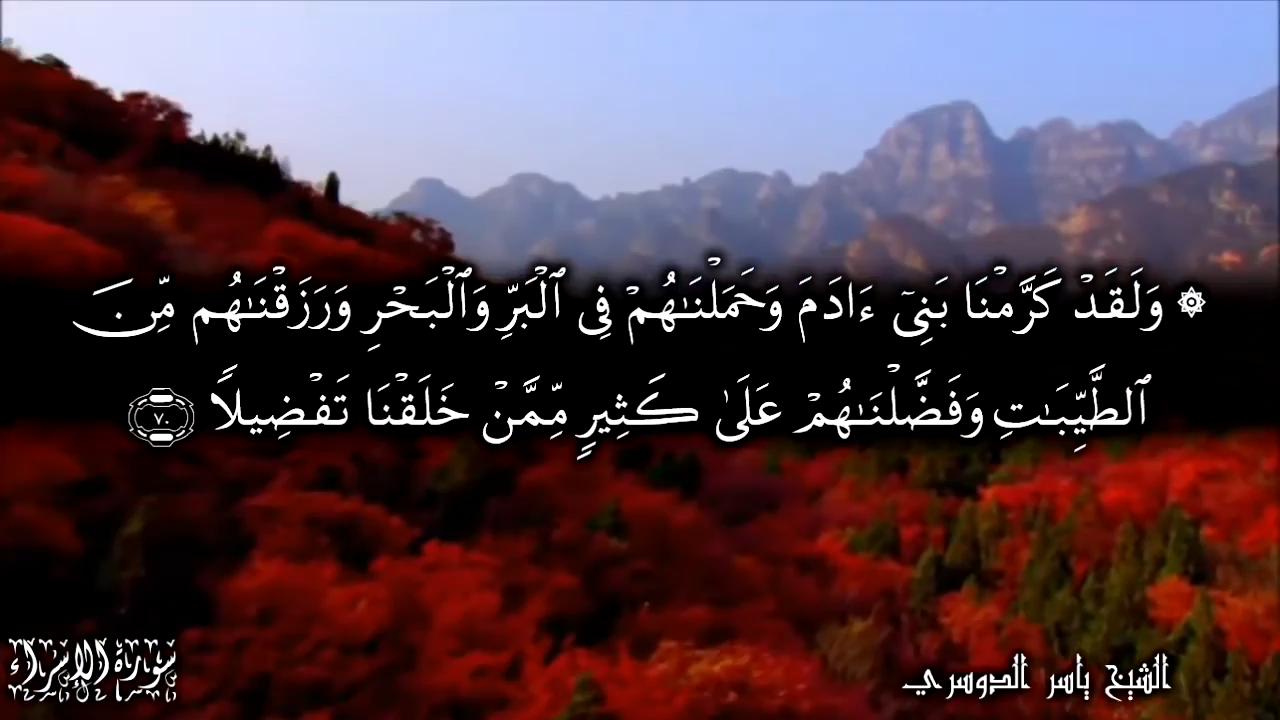 ۞ وَلَقَدْ كَرَّمْنَا بَنِىٓ ءَادَمَ وَحَمَلْنَـٰهُمْ فِى ٱلْبَرِّ وَٱلْبَحْرِ وَرَزَقْنَـٰهُم مِّنَ
ٱلطَّيِّبَـٰتِ وَفَضَّلْنَـٰهُمْ عَلَىٰ كَثِيرٍ مِّمَّنْ خَلَقْنَا تَفْضِيلًا ۝٧٠
الشيخ ياسر الدوسري
سورة الإسراء